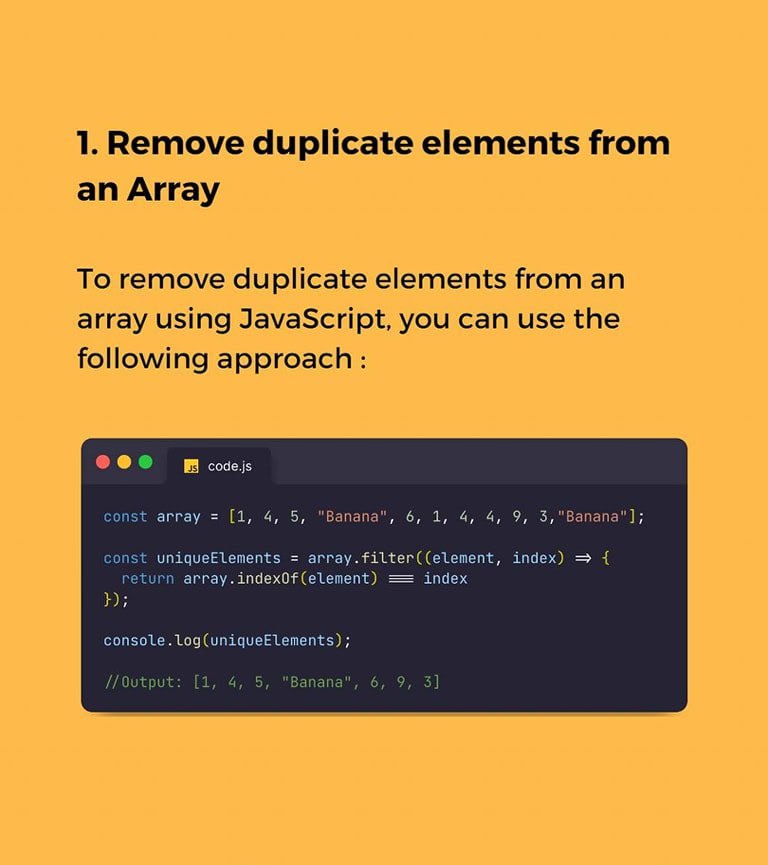 1. Remove duplicate elements from
an Array
To remove duplicate elements from an
array using JavaScript, you can use the
following approach :
JS code.js
const array = [1, 4, 5, "Banana", 6, 1, 4, 4, 9, 3,"Banana"];
const uniqueElements = array.filter((element, index) => {
return array.indexOf(element) === index
});
console.log(uniqueElements);
//Output: [1, 4, 5, "Banana", 6, 9, 3]